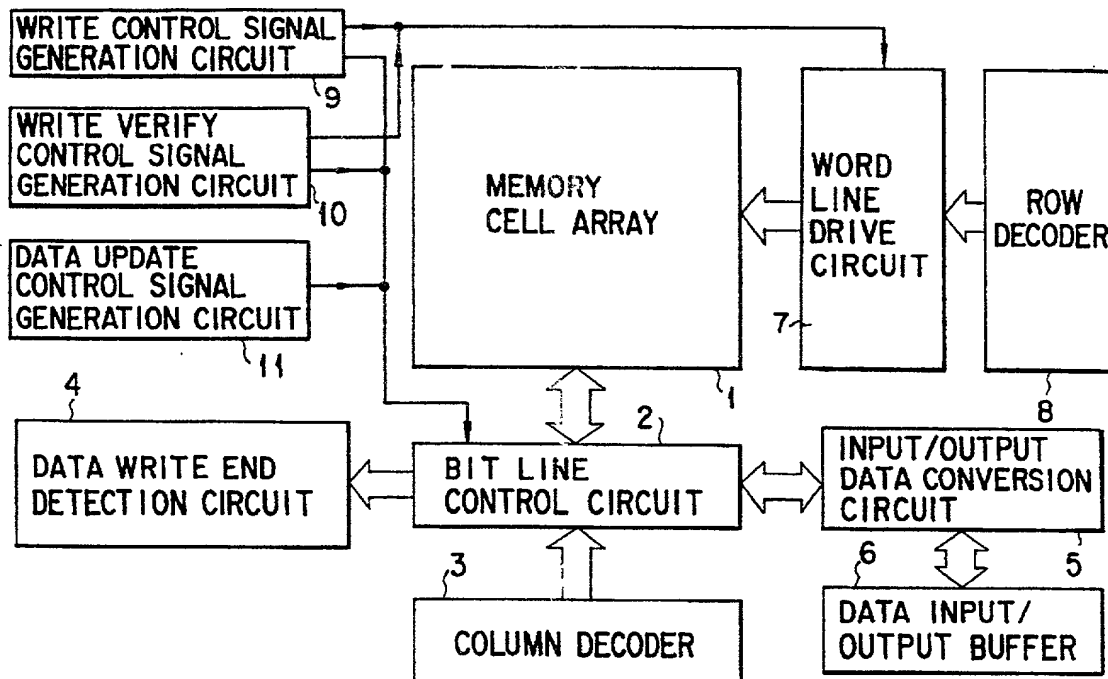 WRITE CONTROL SIGNAL
GENERATION CIRCUIT
9
WRITE VERIFY
CONTROL SIGNAL
GENERATION CIRCUIT
10
DATA UPDATE
CONTROL SIGNAL
GENERATION CIRCUIT
11
MEMORY
CELL ARRAY
1
WORD
LINE
DRIVE
CIRCUIT
7
ROW
DECODER
8
4
DATA WRITE END
DETECTION CIRCUIT
2
BIT LINE
CONTROL CIRCUIT
INPUT/OUTPUT
DATA CONVERSION
CIRCUIT
5
3
COLUMN DECODER
6
DATA INPUT/
OUTPUT BUFFER